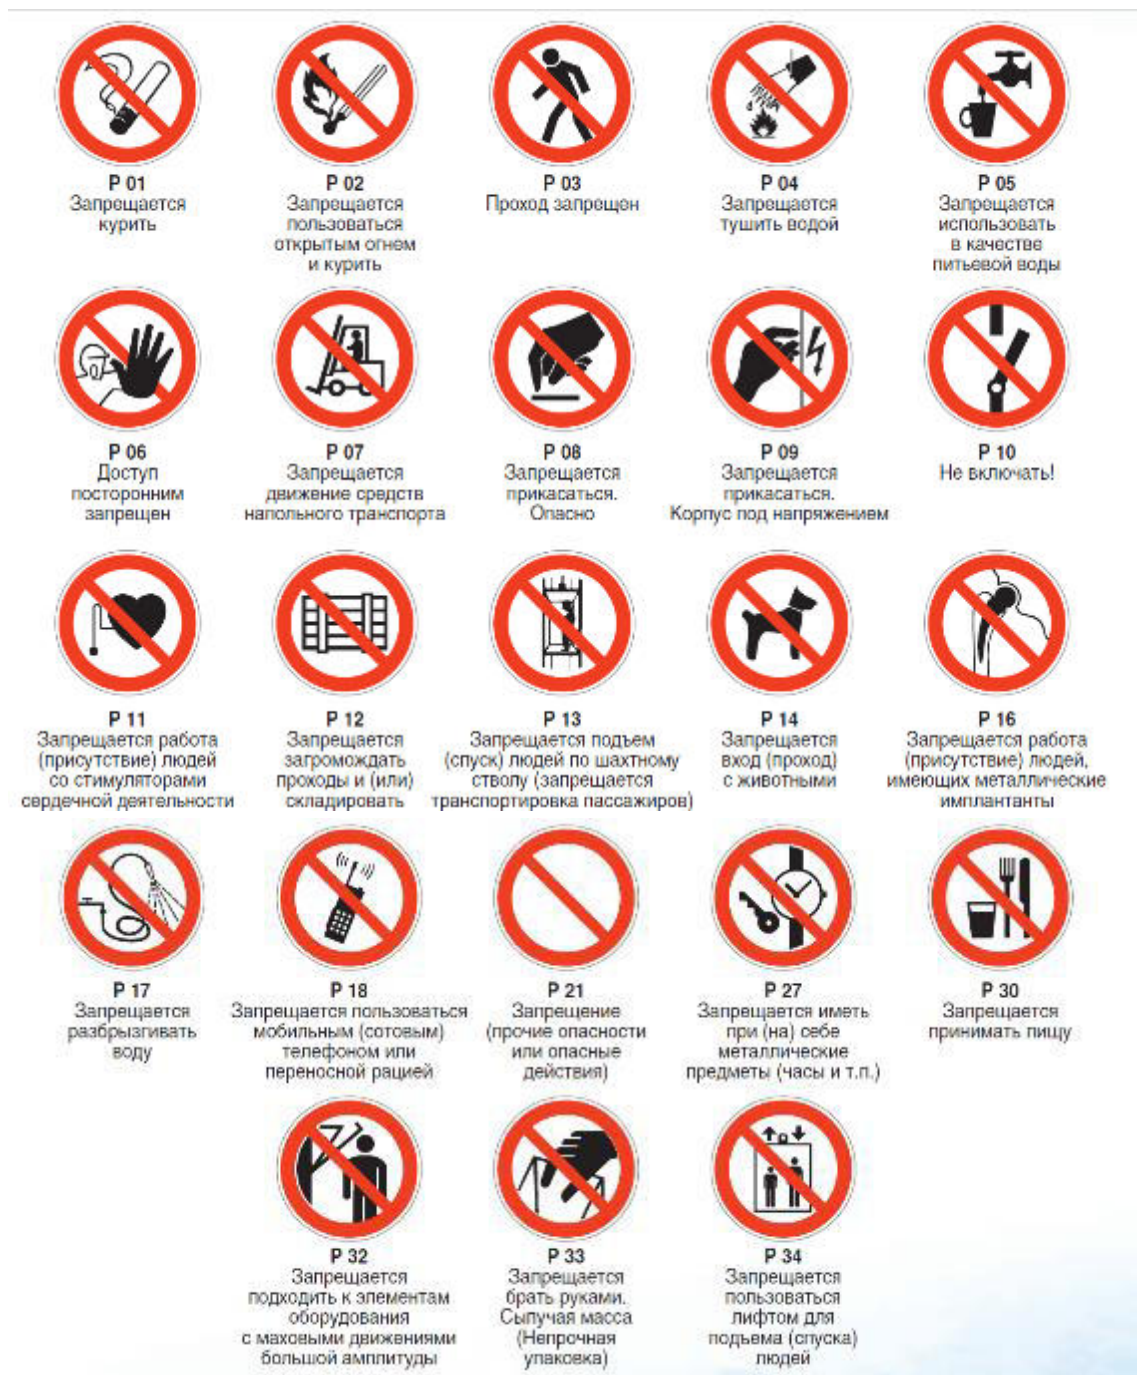 P 01
Запрещается
курить
P 02
Запрещается
пользоваться
открытым огнем
и курить
P 03
Проход запрещен
P 04
Запрещается
тушить водой
P 05
Запрещается
использовать
в качестве
питьевой воды
P 06
Доступ
посторонним
запрещен
P 07
Запрещается
движение средств
напольного транспорта
P 08
Запрещается
прикасаться.
Опасно
P 09
Запрещается
прикасаться.
Корпус под напряжением
P 10
Не включать!
P 11
Запрещается работа
(присутствие) людей
со стимуляторами
сердечной деятельности
P 12
Запрещается
загромождать
проходы и (или)
складировать
P 13
Запрещается подъем
(спуск) людей по шахтному
стволу (запрещается
транспортировка пассажиров)
P 14
Запрещается
вход (проход)
с животными
P 16
Запрещается работа
(присутствие) людей,
имеющих металлические
имплантанты
P 17
Запрещается
разбрызгивать
воду
P 18
Запрещается пользоваться
мобильным (сотовым)
телефоном или
переносной рацией
P 21
Запрещение
(прочие опасности
или опасные
действия)
P 27
Запрещается иметь
при (на) себе
металлические
предметы (часы и т.п.)
P 30
Запрещается
принимать пищу
P 32
Запрещается
подходить к элементам
оборудования
с маховыми движениями
большой амплитуды
P 33
Запрещается
брать руками.
Сыпучая масса
(Непрочная
упаковка)
P 34
Запрещается
пользоваться
лифтом для
подъема (спуска)
людей